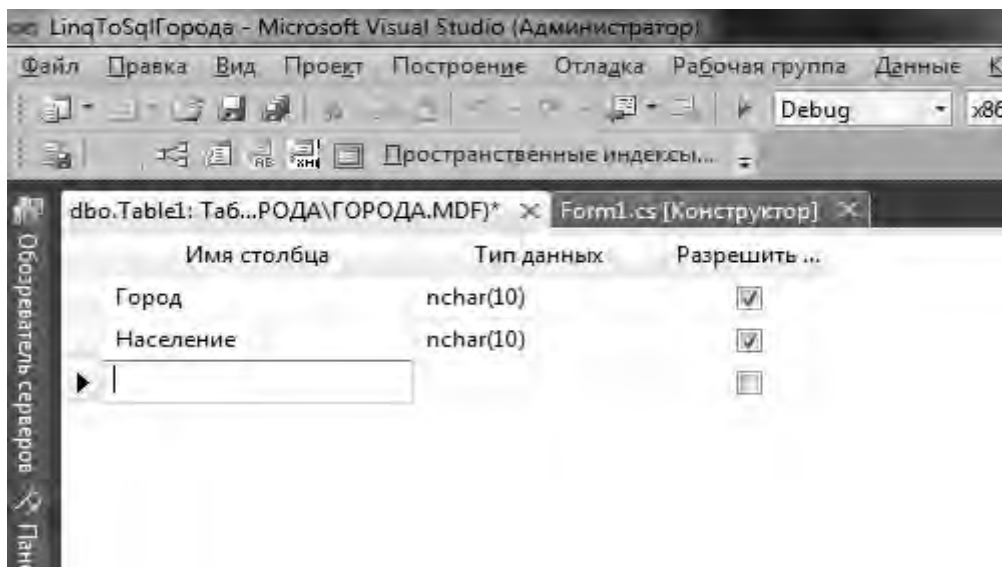 LinqToSqlГорода - Microsoft Visual Studio (Администратор)
Файл Правка Вид Проект Построение Отладка Рабочая группа Данные
Debug x86
Пространственные индексы...
dbo.Table1: Таб...РОДА\ГОРОДА.MDF)* Form1.cs [Конструктор]
Имя столбца Тип данных Разрешить ...
Город nchar(10)
Население nchar(10)
Обозреватель серверов